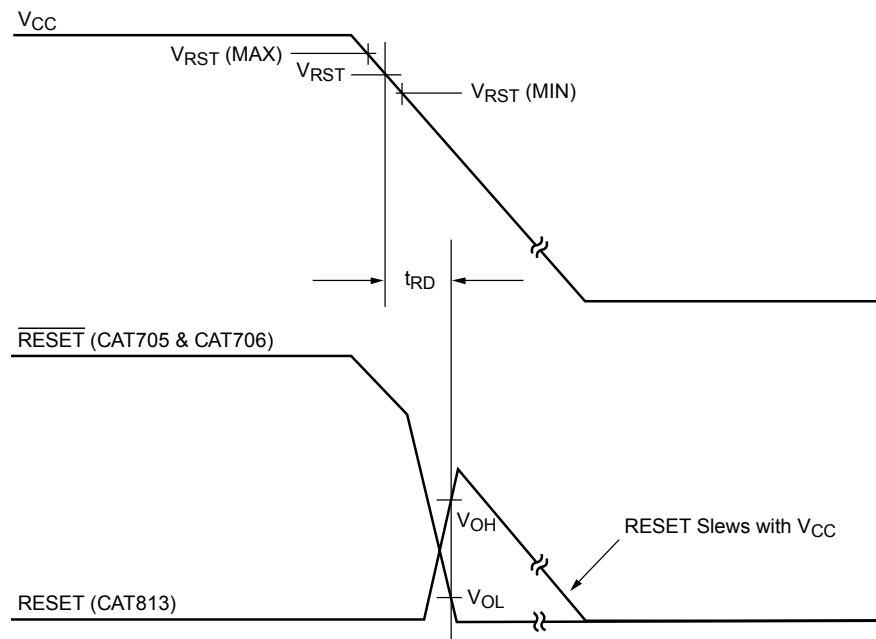 VCC
VRST (MAX)
VRST
VRST (MIN)
tRD
RESET (CAT705 & CAT706)
VOH
RESET Slews with VCC
VOL
RESET (CAT813)